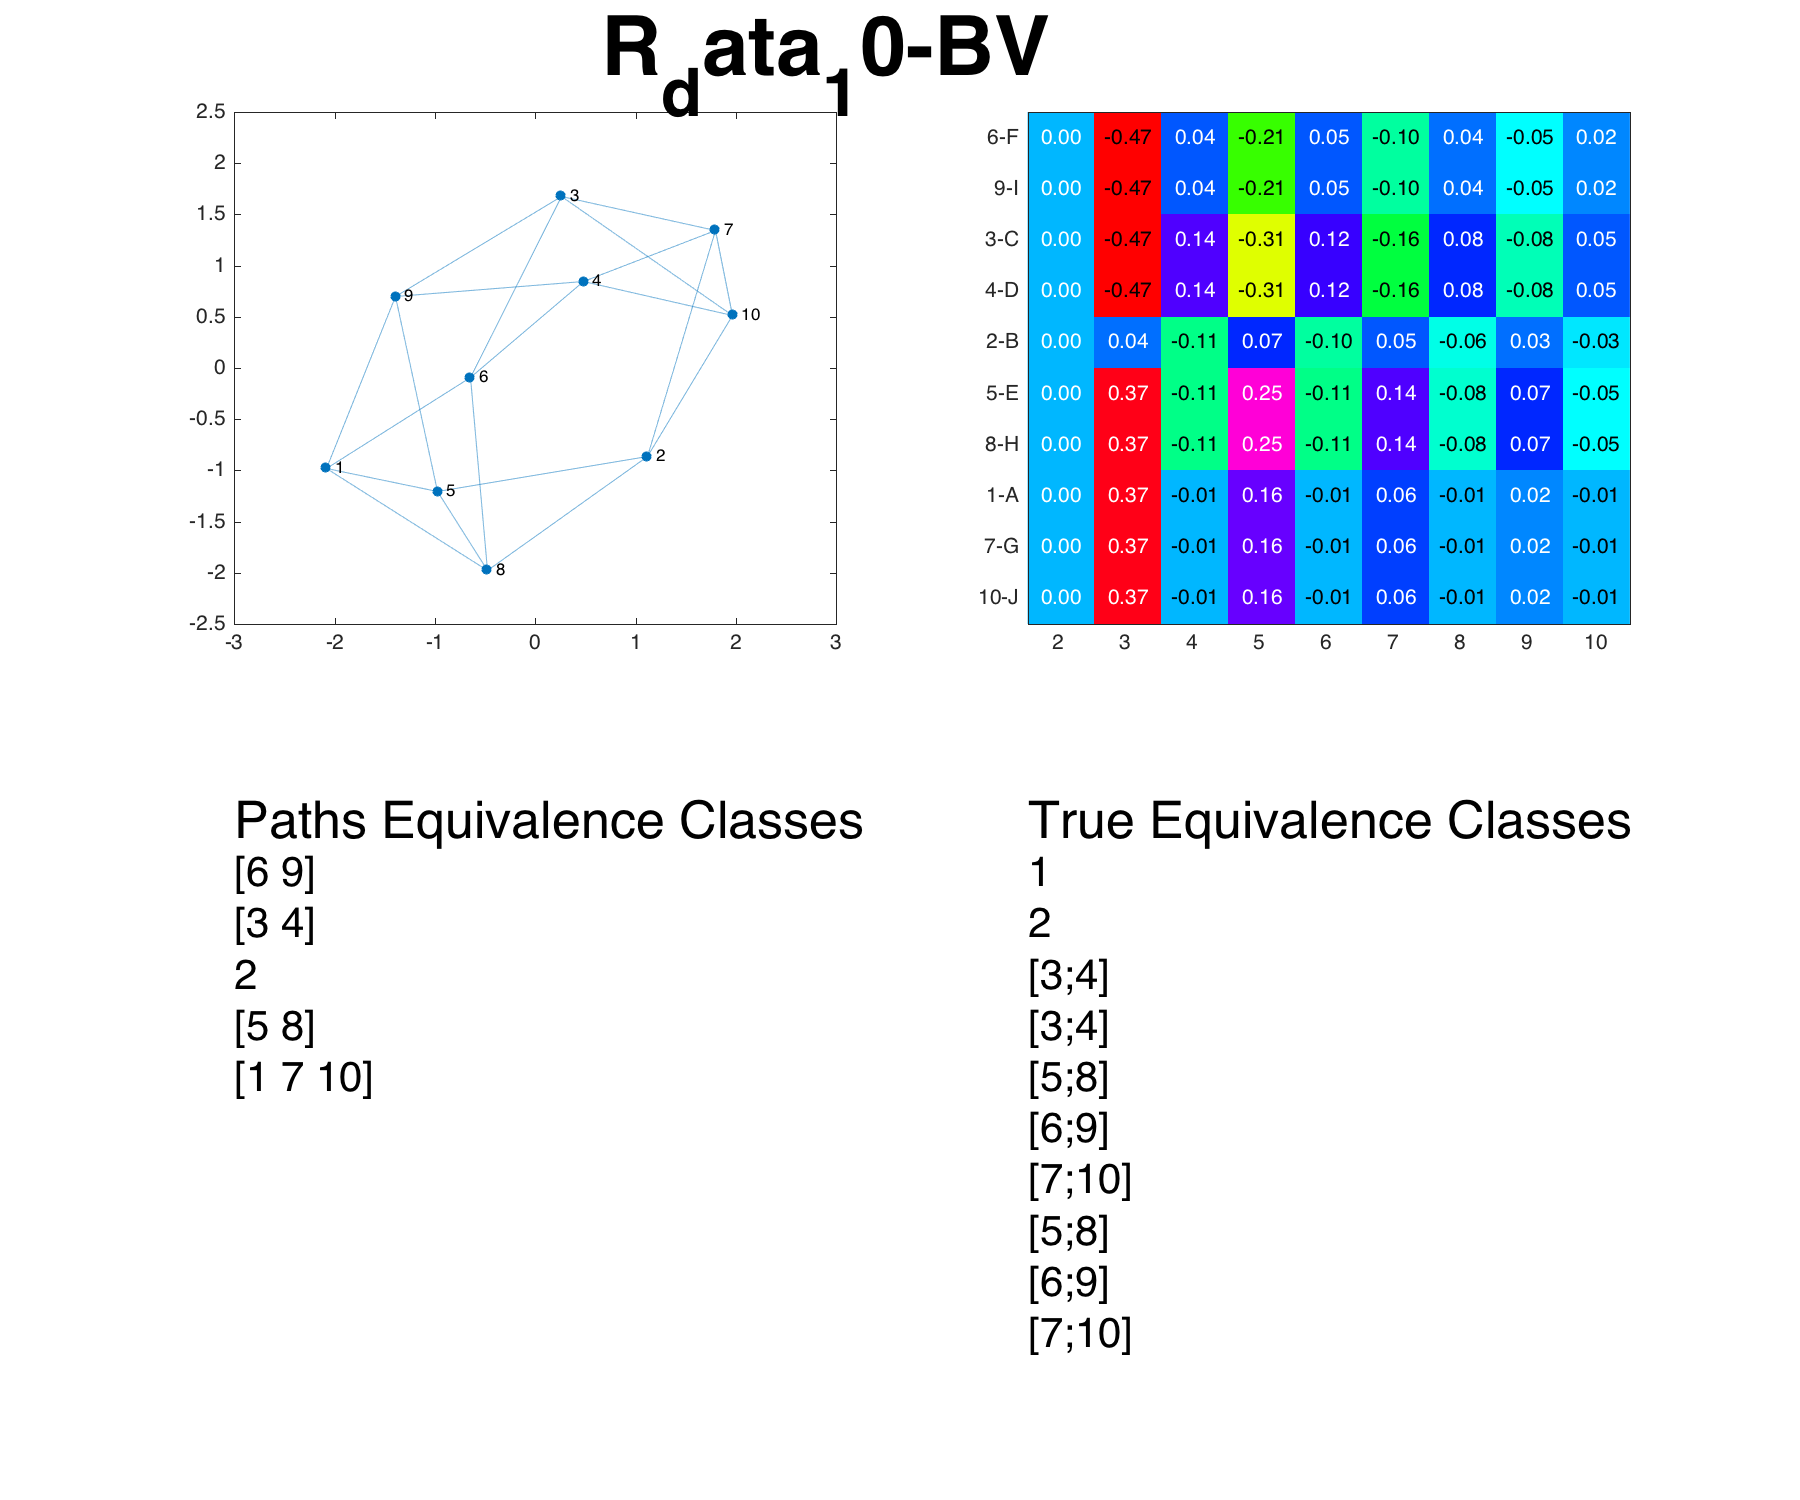 R_data_10-BV
2.5
2
1.5
1
0.5
0
-0.5
-1
-1.5
-2
-2.5
-3 -2 -1 0 1 2 3
3
7
4
9
10
6
2
1
5
8
6-F 0.00 -0.47 0.04 -0.21 0.05 -0.10 0.04 -0.05 0.02
9-I 0.00 -0.47 0.04 -0.21 0.05 -0.10 0.04 -0.05 0.02
3-C 0.00 -0.47 0.14 -0.31 0.12 -0.16 0.08 -0.08 0.05
4-D 0.00 -0.47 0.14 -0.31 0.12 -0.16 0.08 -0.08 0.05
2-B 0.00 0.04 -0.11 0.07 -0.10 0.05 -0.06 0.03 -0.03
5-E 0.00 0.37 -0.11 0.25 -0.11 0.14 -0.08 0.07 -0.05
8-H 0.00 0.37 -0.11 0.25 -0.11 0.14 -0.08 0.07 -0.05
1-A 0.00 0.37 -0.01 0.16 -0.01 0.06 -0.01 0.02 -0.01
7-G 0.00 0.37 -0.01 0.16 -0.01 0.06 -0.01 0.02 -0.01
10-J 0.00 0.37 -0.01 0.16 -0.01 0.06 -0.01 0.02 -0.01
2 3 4 5 6 7 8 9 10
Paths Equivalence Classes
[6 9]
[3 4]
2
[5 8]
[1 7 10]
True Equivalence Classes
1
2
[3;4]
[3;4]
[5;8]
[6;9]
[7;10]
[5;8]
[6;9]
[7;10]